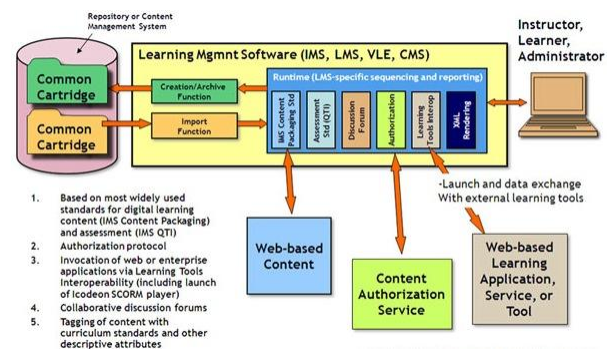 Repository or Content
Management System
Instructor,
Learner,
Administrator
Learning Mgmnt Software (IMS, LMS, VLE, CMS)
Runtime (LMS-specific sequencing and reporting)
Common
Cartridge
Creation/Archive
Function
Common
Cartridge
Import
Function
IMS Content
Packaging Std
Assessment
Std (QTI)
Discussion
Forum
Authorization
Learning
Tools Interop
XML
Rendering
-Launch and data exchange
With external learning tools
1. Based on most widely used
standards for digital learning
content (IMS Content Packaging)
and assessment (IMS QTI)
2. Authorization protocol
3. Invocation of web or enterprise
applications via Learning Tools
Interoperability (including launch
of Icodeon SCORM player)
4. Collaborative discussion forums
5. Tagging of content with
curriculum standards and other
descriptive attributes
Web-based
Content
Content
Authorization
Service
Web-based
Learning
Application,
Service, or
Tool